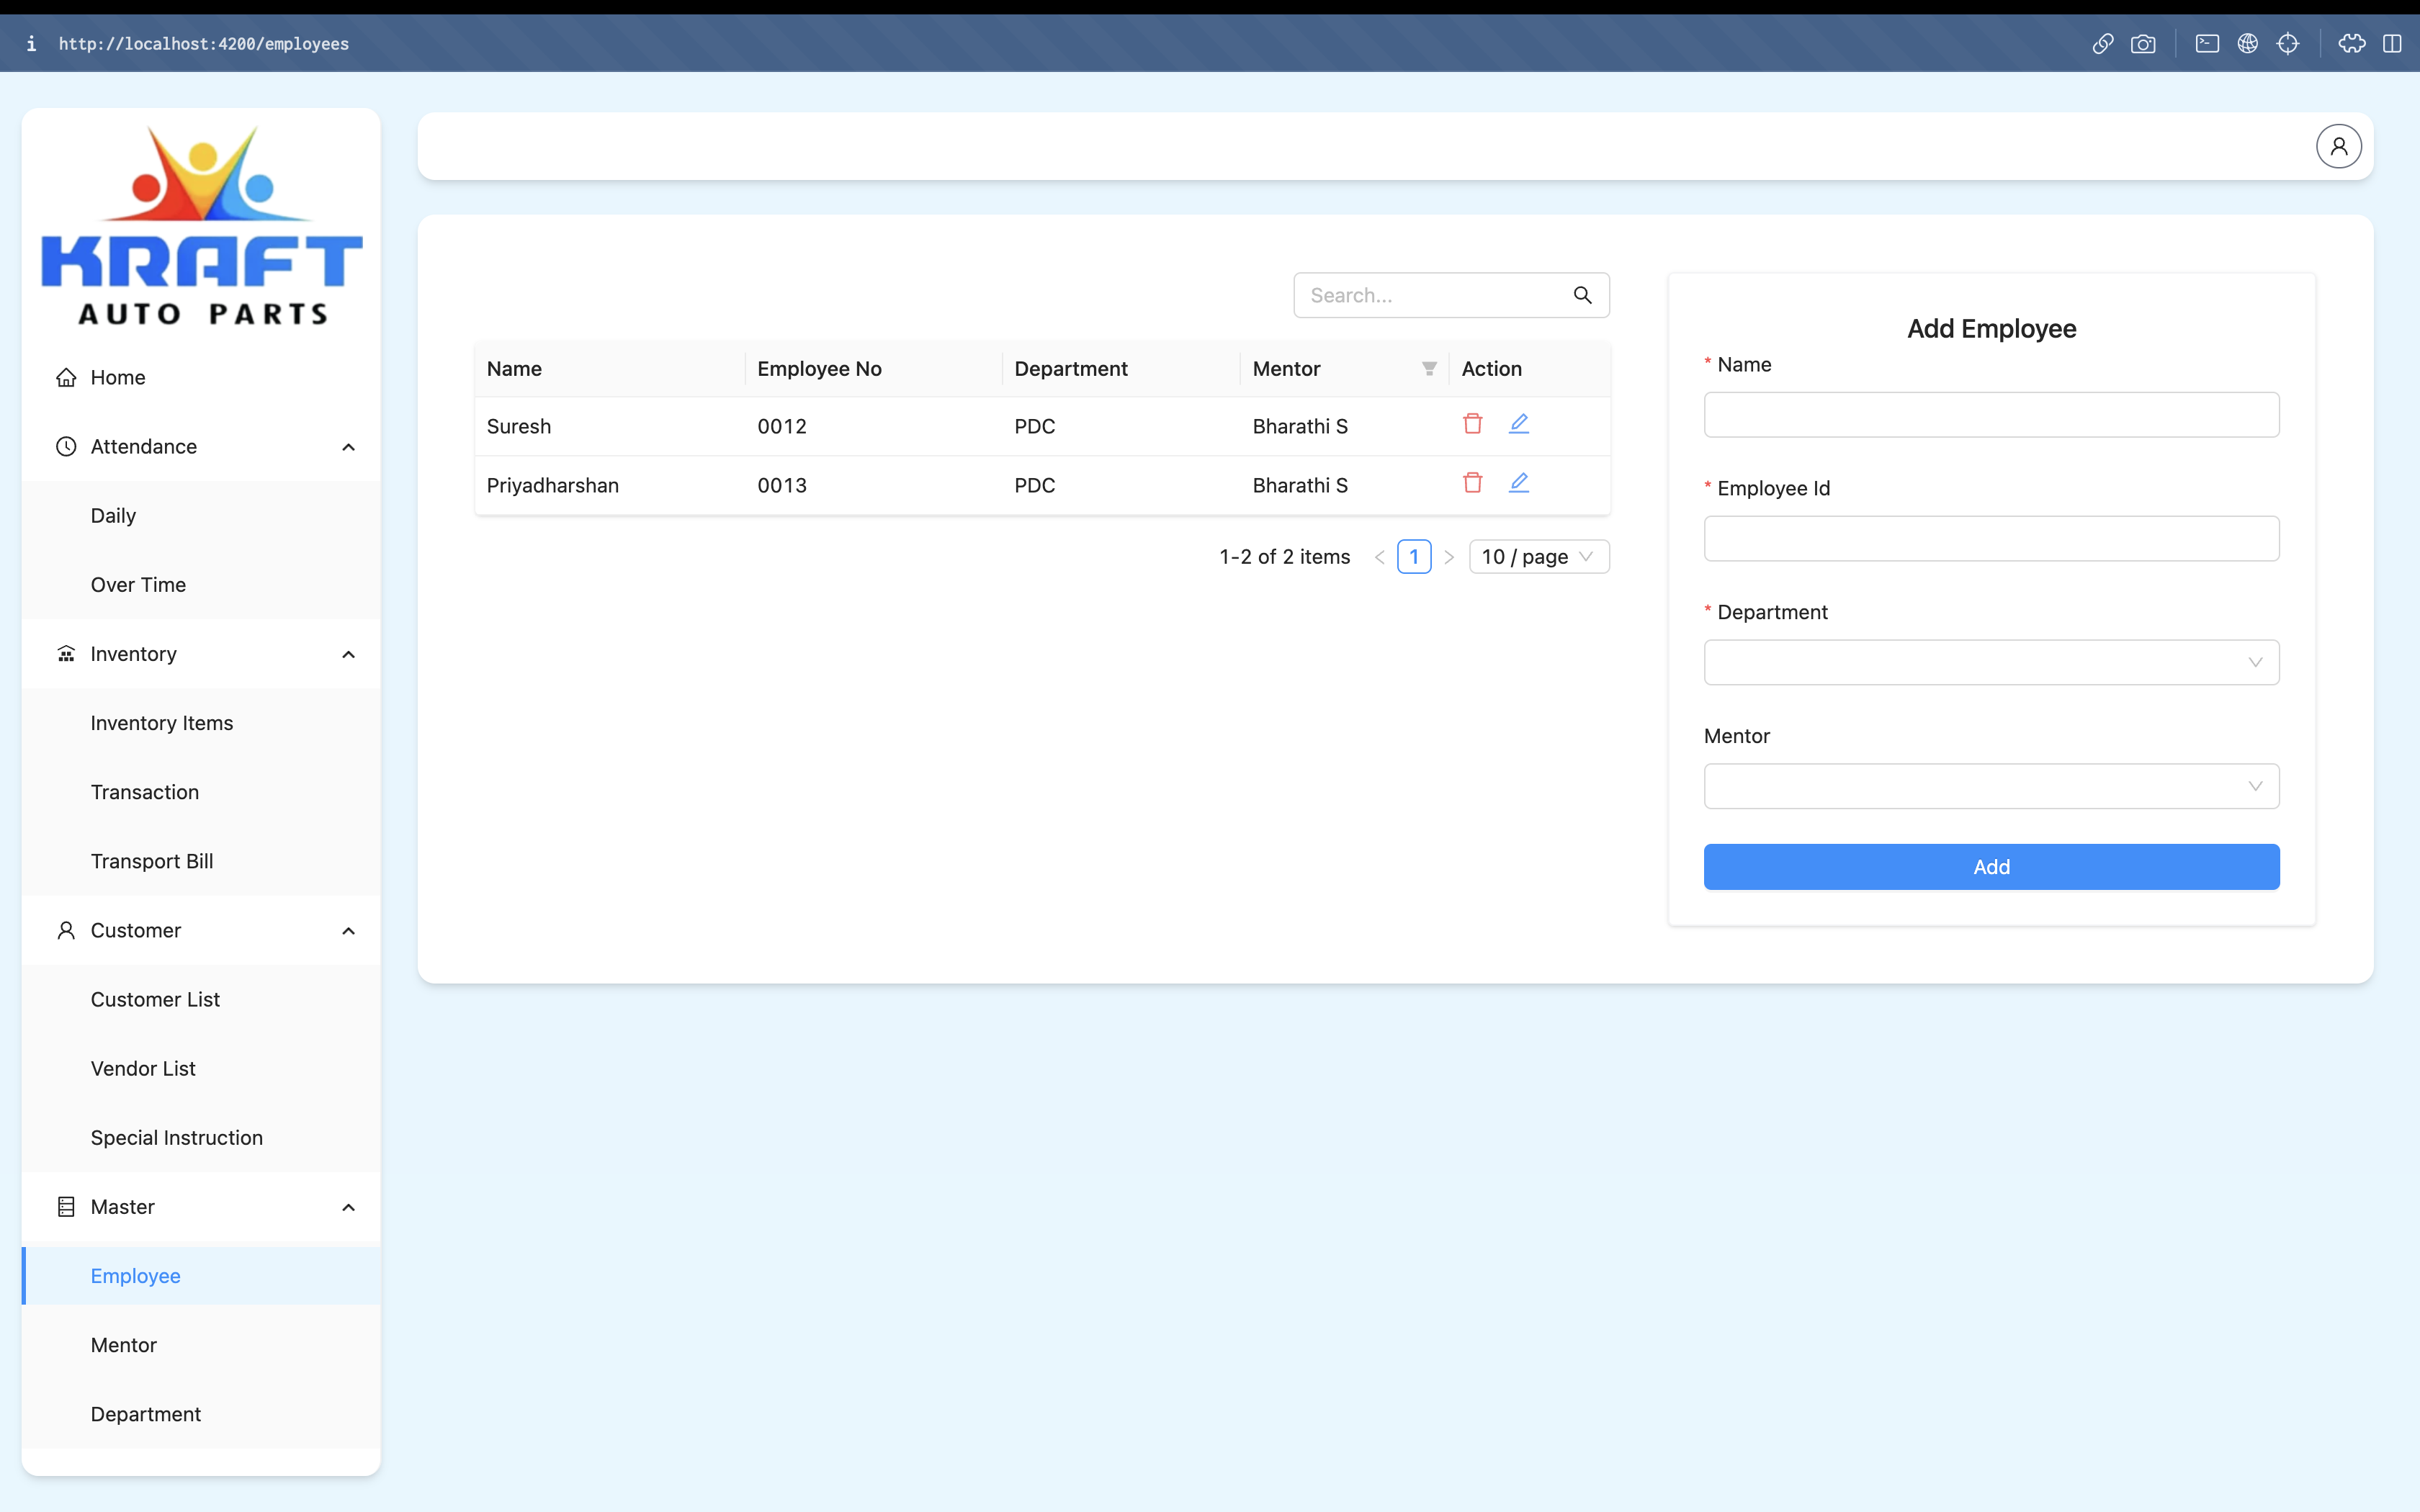 i http://localhost:4200/employees
KRAFT
AUTO PARTS
Home
Attendance
Daily
Over Time
Inventory
Inventory Items
Transaction
Transport Bill
Customer
Customer List
Vendor List
Special Instruction
Master
Employee
Mentor
Department
Search...
Name Employee No Department Mentor Action
Suresh 0012 PDC Bharathi S
Priyadharshan 0013 PDC Bharathi S
1-2 of 2 items < 1 > 10 / page
Add Employee
* Name
* Employee Id
* Department
Mentor
Add